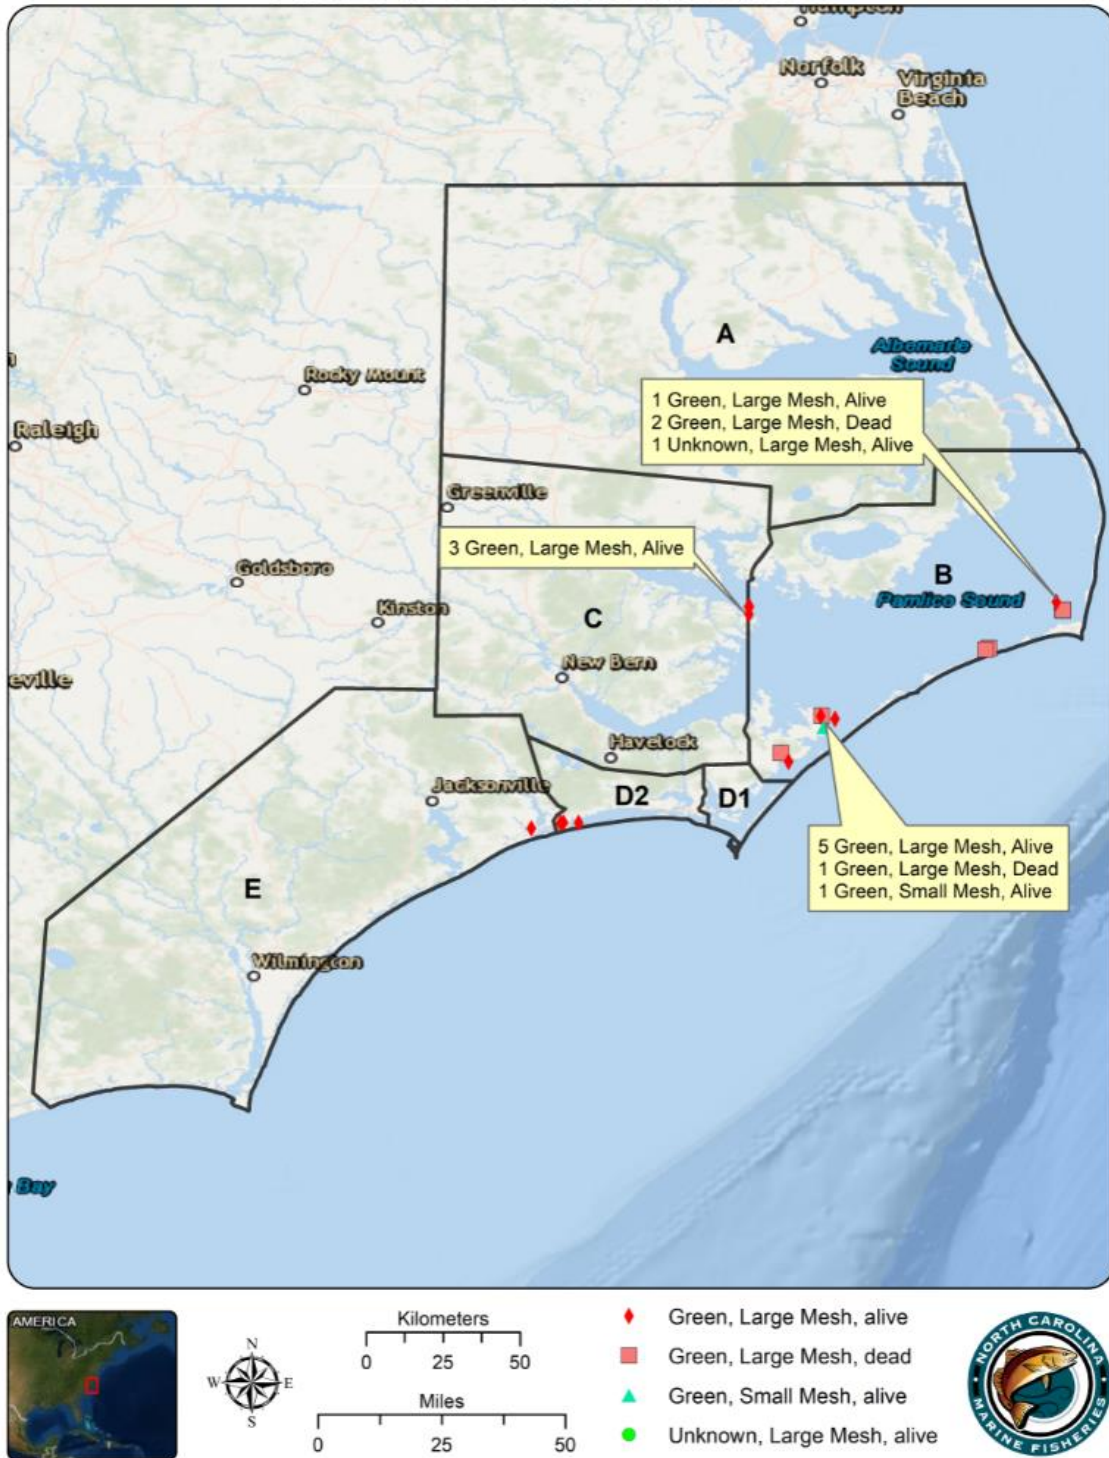 Hampton
Norfolk
Virginia
Beach
A
Albemarle
Sound
Rocky Mount
1 Green, Large Mesh, Alive
2 Green, Large Mesh, Dead
1 Unknown, Large Mesh, Alive
Raleigh
Greenville
3 Green, Large Mesh, Alive
Goldsboro
B
Pamlico Sound
Kinston
C
New Bern
eville
Havelock
Jacksonville
D2
D1
5 Green, Large Mesh, Alive
1 Green, Large Mesh, Dead
1 Green, Small Mesh, Alive
E
Wilmington
Bay
AMERICA
N
W
E
S
Kilometers
0 25 50
Miles
0 25 50
Green, Large Mesh, alive
Green, Large Mesh, dead
Green, Small Mesh, alive
Unknown, Large Mesh, alive
NORTH CAROLINA
MARINE FISHERIES